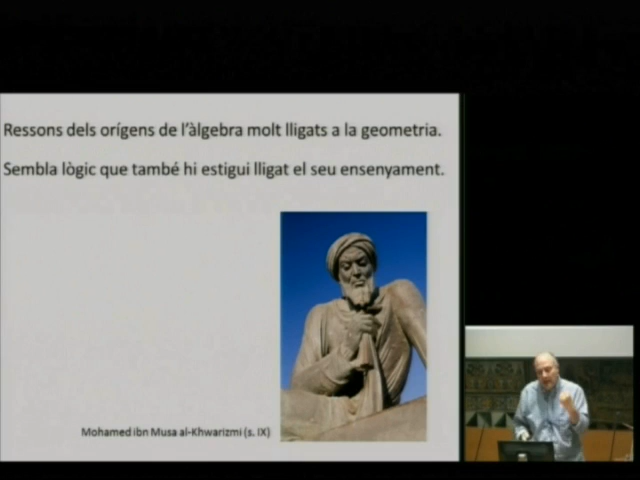 Ressons dels orígens de l'àlgebra molt lligats a la geometria.
Sembla lògic que també hi estigui lligat el seu ensenyament.
Mohamed ibn Musa al-Khwarizmi (s. IX)